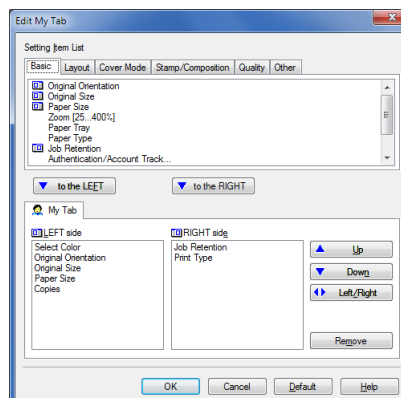 Edit My Tab
Setting Item List
Basic Layout Cover Mode Stamp/Composition Quality Other
Original Orientation
Original Size
Paper Size
Zoom [25...400%]
Paper Tray
Paper Type
Job Retention
Authentication/Account Track...
to the LEFT to the RIGHT
My Tab
LEFT side RIGHT side
Select Color Job Retention
Original Orientation Print Type
Original Size
Paper Size
Copies
Up
Down
Left/Right
Remove
OK Cancel Default Help